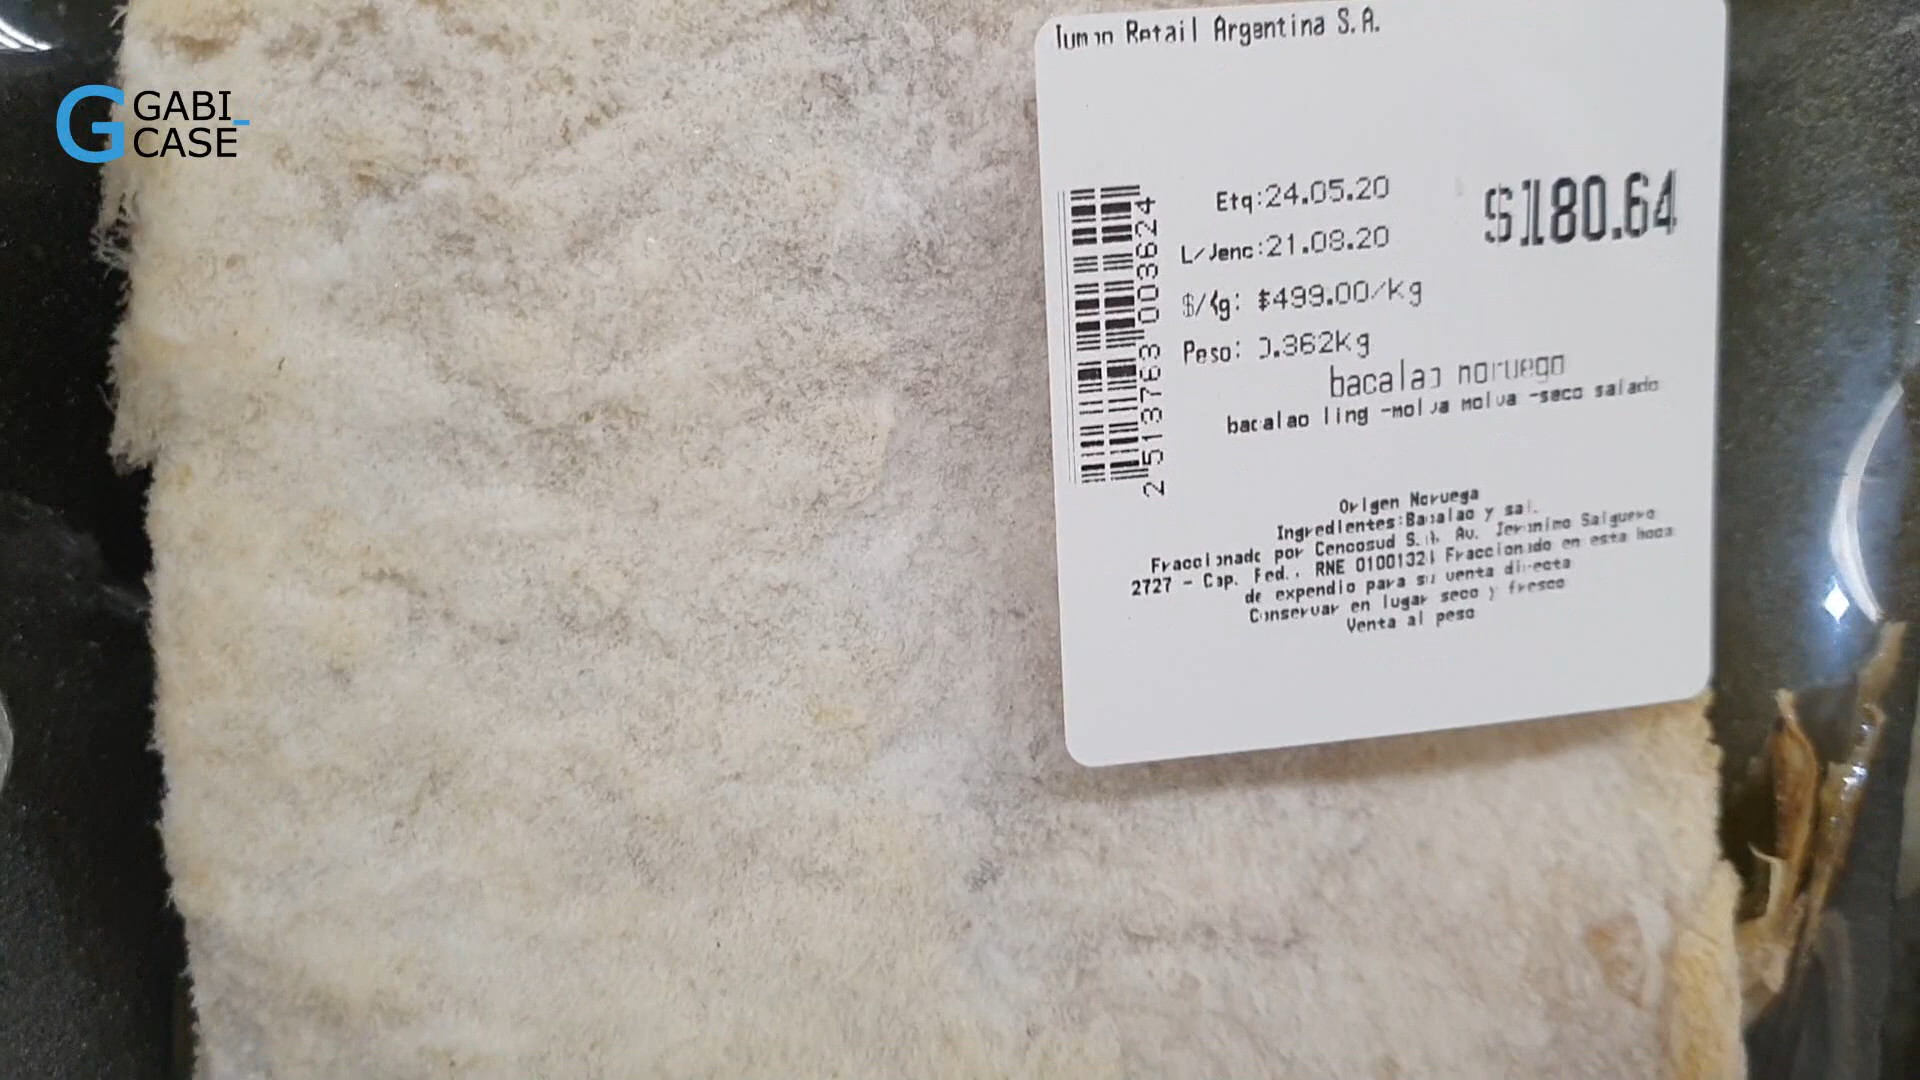 GABI-
CASE
Retail Argentina S.A.
Etq:24.05.20
$180.64
L/Venc:21.08.20
$/Kg: $499.00/kg
Peso: 0.362kg
bacalao noruego
bacalao ling -molva molva -seco salado
2 513763 003624
Origen Noruega
Ingredientes:Bacalao y sal.
Fraccionado por Cencosud S.A. Av. Jeronimo Salguero
2727 - Cap. Fed., RNE 01001321 Fraccionado en esta boca
de expendio para su venta directa
Conservar en lugar seco y fresco
Venta al peso